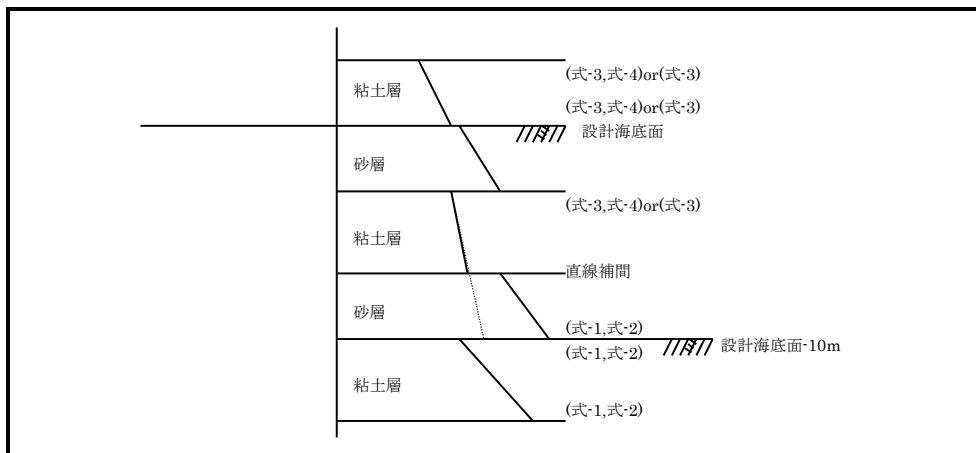 (式-3,式-4)or(式-3)
粘土層
(式-3,式-4)or(式-3)
設計海底面
砂層
(式-3,式-4)or(式-3)
粘土層
直線補間
砂層
(式-1,式-2)
設計海底面-10m
(式-1,式-2)
粘土層
(式-1,式-2)